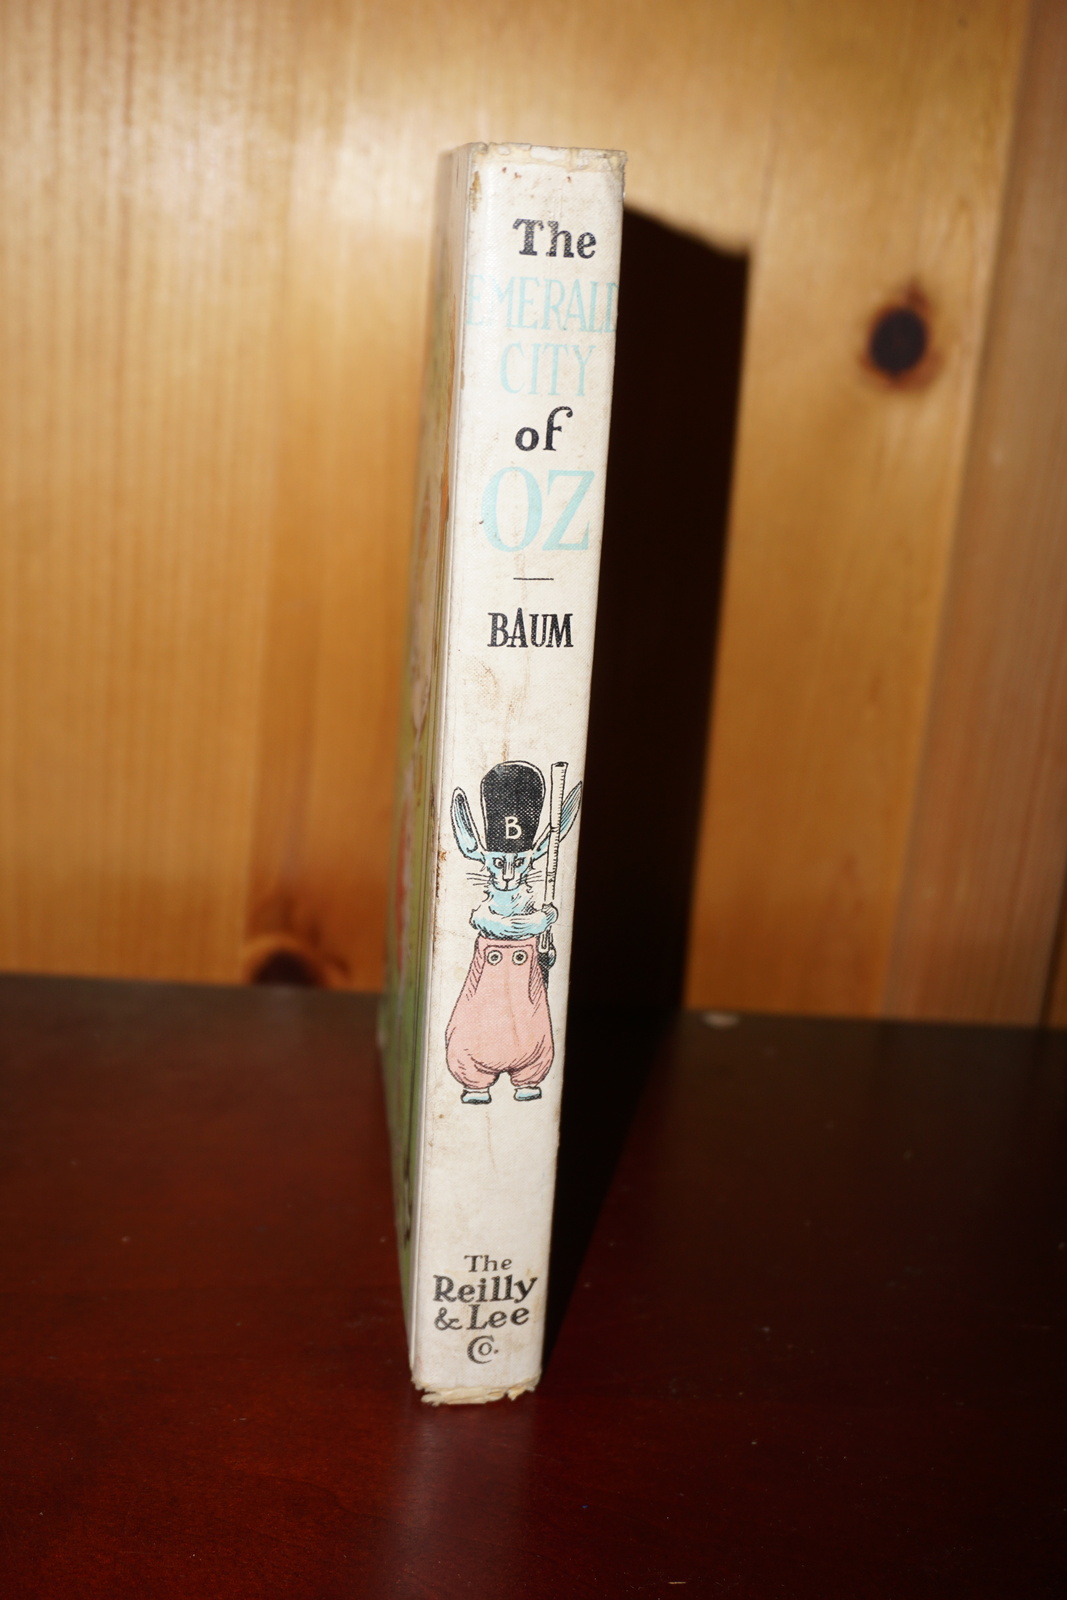 The
EMERALD
CITY
of
OZ
BAUM
B
The
Reilly
& Lee
Co.